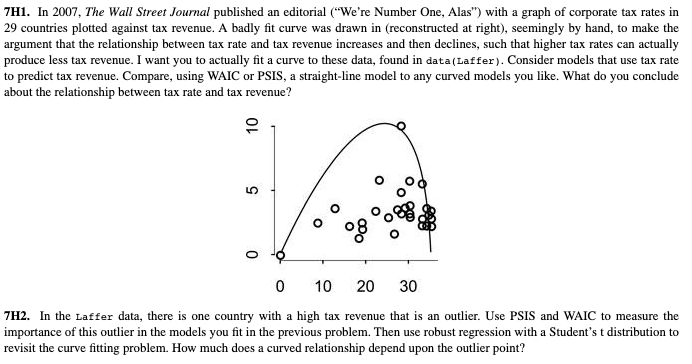 7H1. In 2007, The Wall Street Journal published an editorial (“We’re Number One, Alas”) with a graph of corporate tax rates in
29 countries plotted against tax revenue. A badly fit curve was drawn in (reconstructed at right), seemingly by hand, to make the
argument that the relationship between tax rate and tax revenue increases and then declines, such that higher tax rates can actually
produce less tax revenue. I want you to actually fit a curve to these data, found in data(Laffer). Consider models that use tax rate
to predict tax revenue. Compare, using WAIC or PSIS, a straight-line model to any curved models you like. What do you conclude
about the relationship between tax rate and tax revenue?
10
5
0
0 10 20 30
7H2. In the Laffer data, there is one country with a high tax revenue that is an outlier. Use PSIS and WAIC to measure the
importance of this outlier in the models you fit in the previous problem. Then use robust regression with a Student’s t distribution to
revisit the curve fitting problem. How much does a curved relationship depend upon the outlier point?